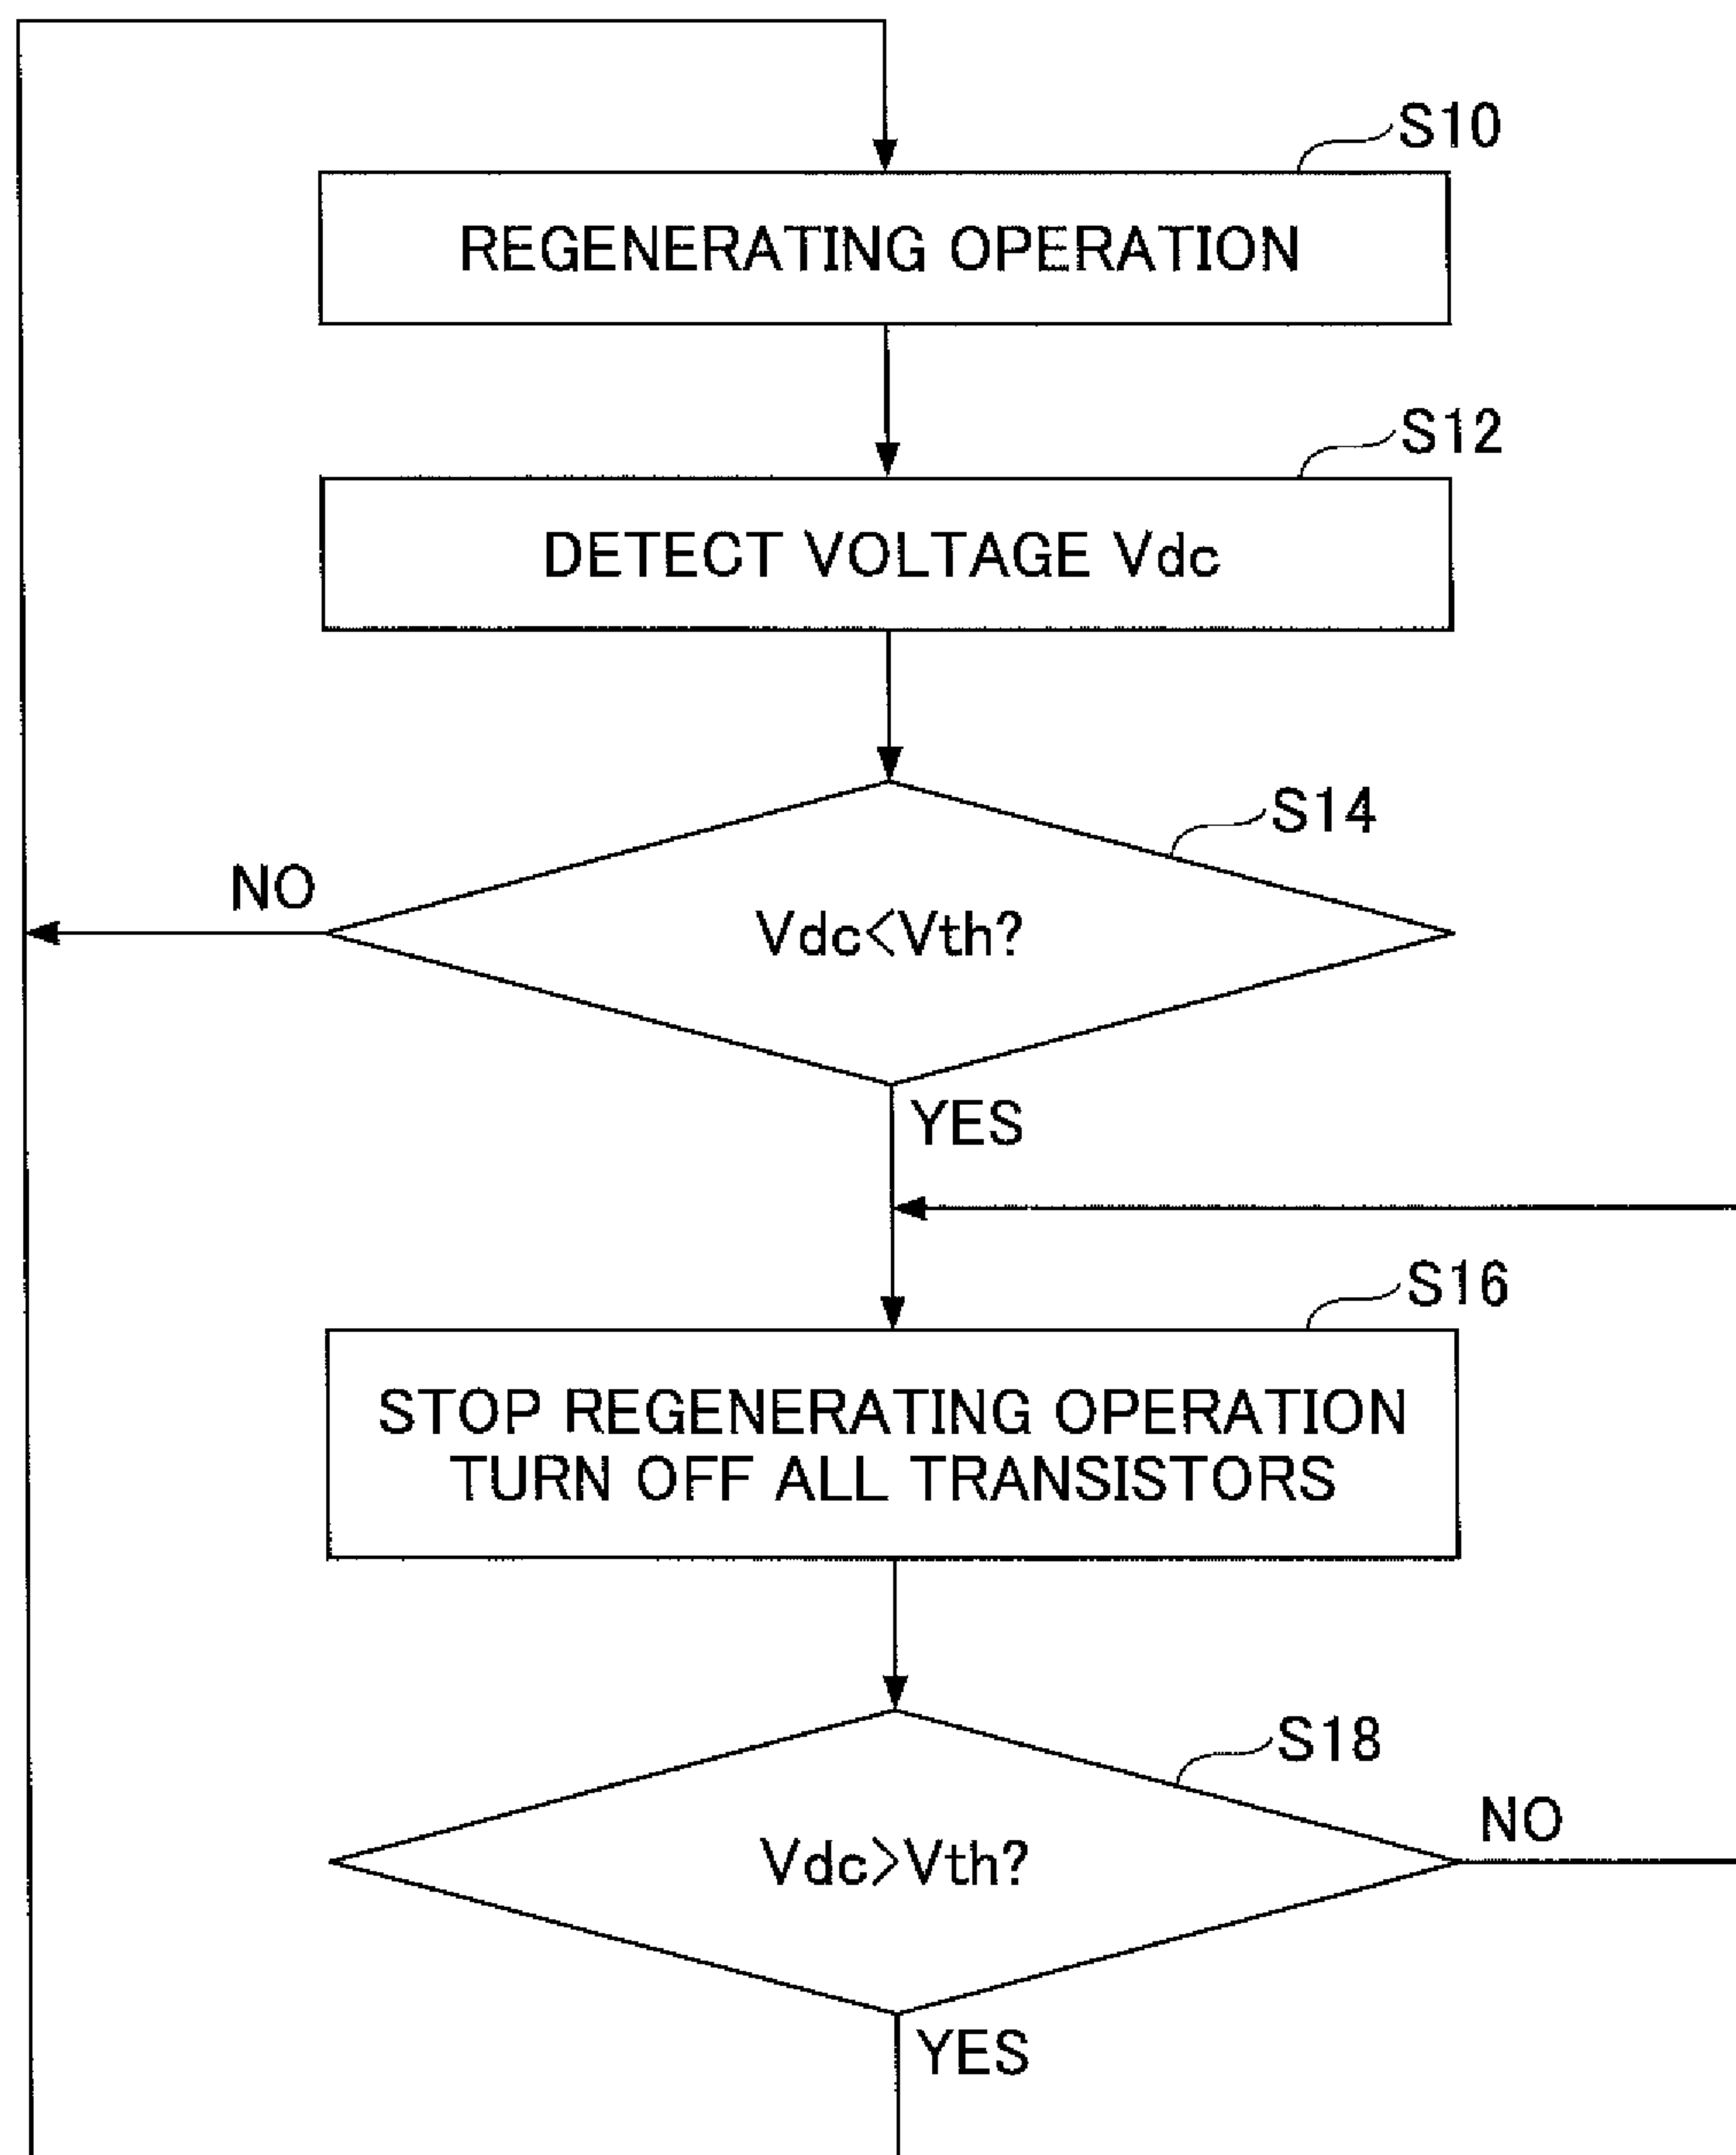 S10
REGENERATING OPERATION
S12
DETECT VOLTAGE Vdc
S14
NO
Vdc<Vth?
YES
S16
STOP REGENERATING OPERATION
TURN OFF ALL TRANSISTORS
S18
NO
Vdc>Vth?
YES